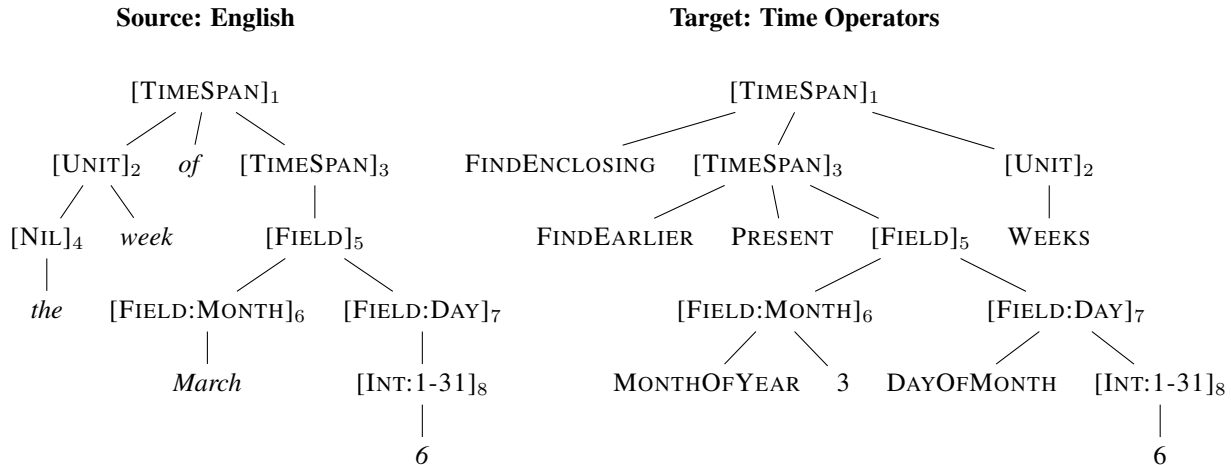 Source: English Target: Time Operators
[TIMESPAN]1 [TIMESPAN]1
[UNIT]2 of [TIMESPAN]3 FINDENCLOSING [TIMESPAN]3 [UNIT]2
[NIL]4 week [FIELD]5 FINDEARLIER PRESENT [FIELD]5 WEEKS
the [FIELD:MONTH]6 [FIELD:DAY]7 [FIELD:MONTH]6 [FIELD:DAY]7
March [INT:1-31]8 MONTHOFYEAR 3 DAYOFMONTH [INT:1-31]8
6 6